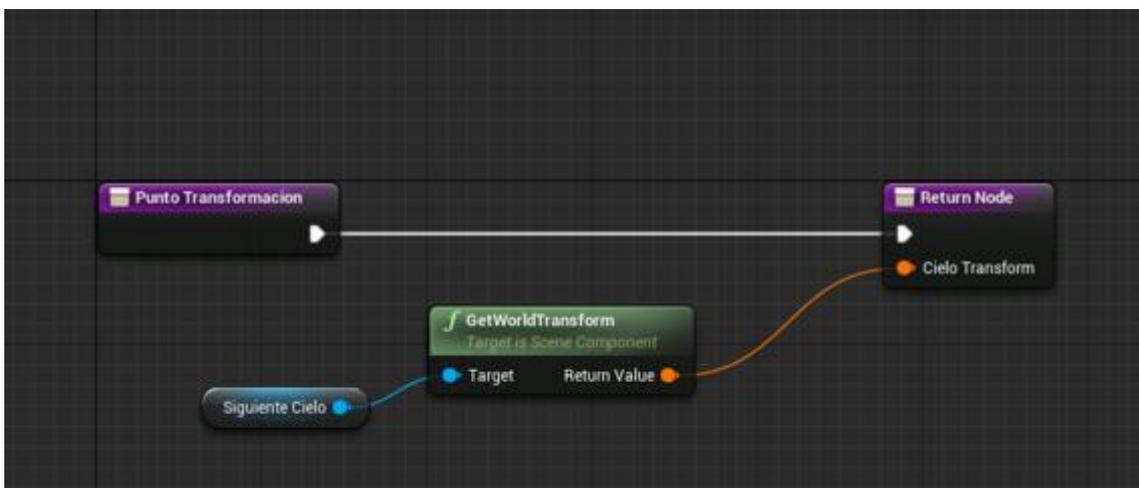 Punto Transformacion
Return Node
Cielo Transform
f GetWorldTransform
Target is Scene Component
Target Return Value
Siguiente Cielo